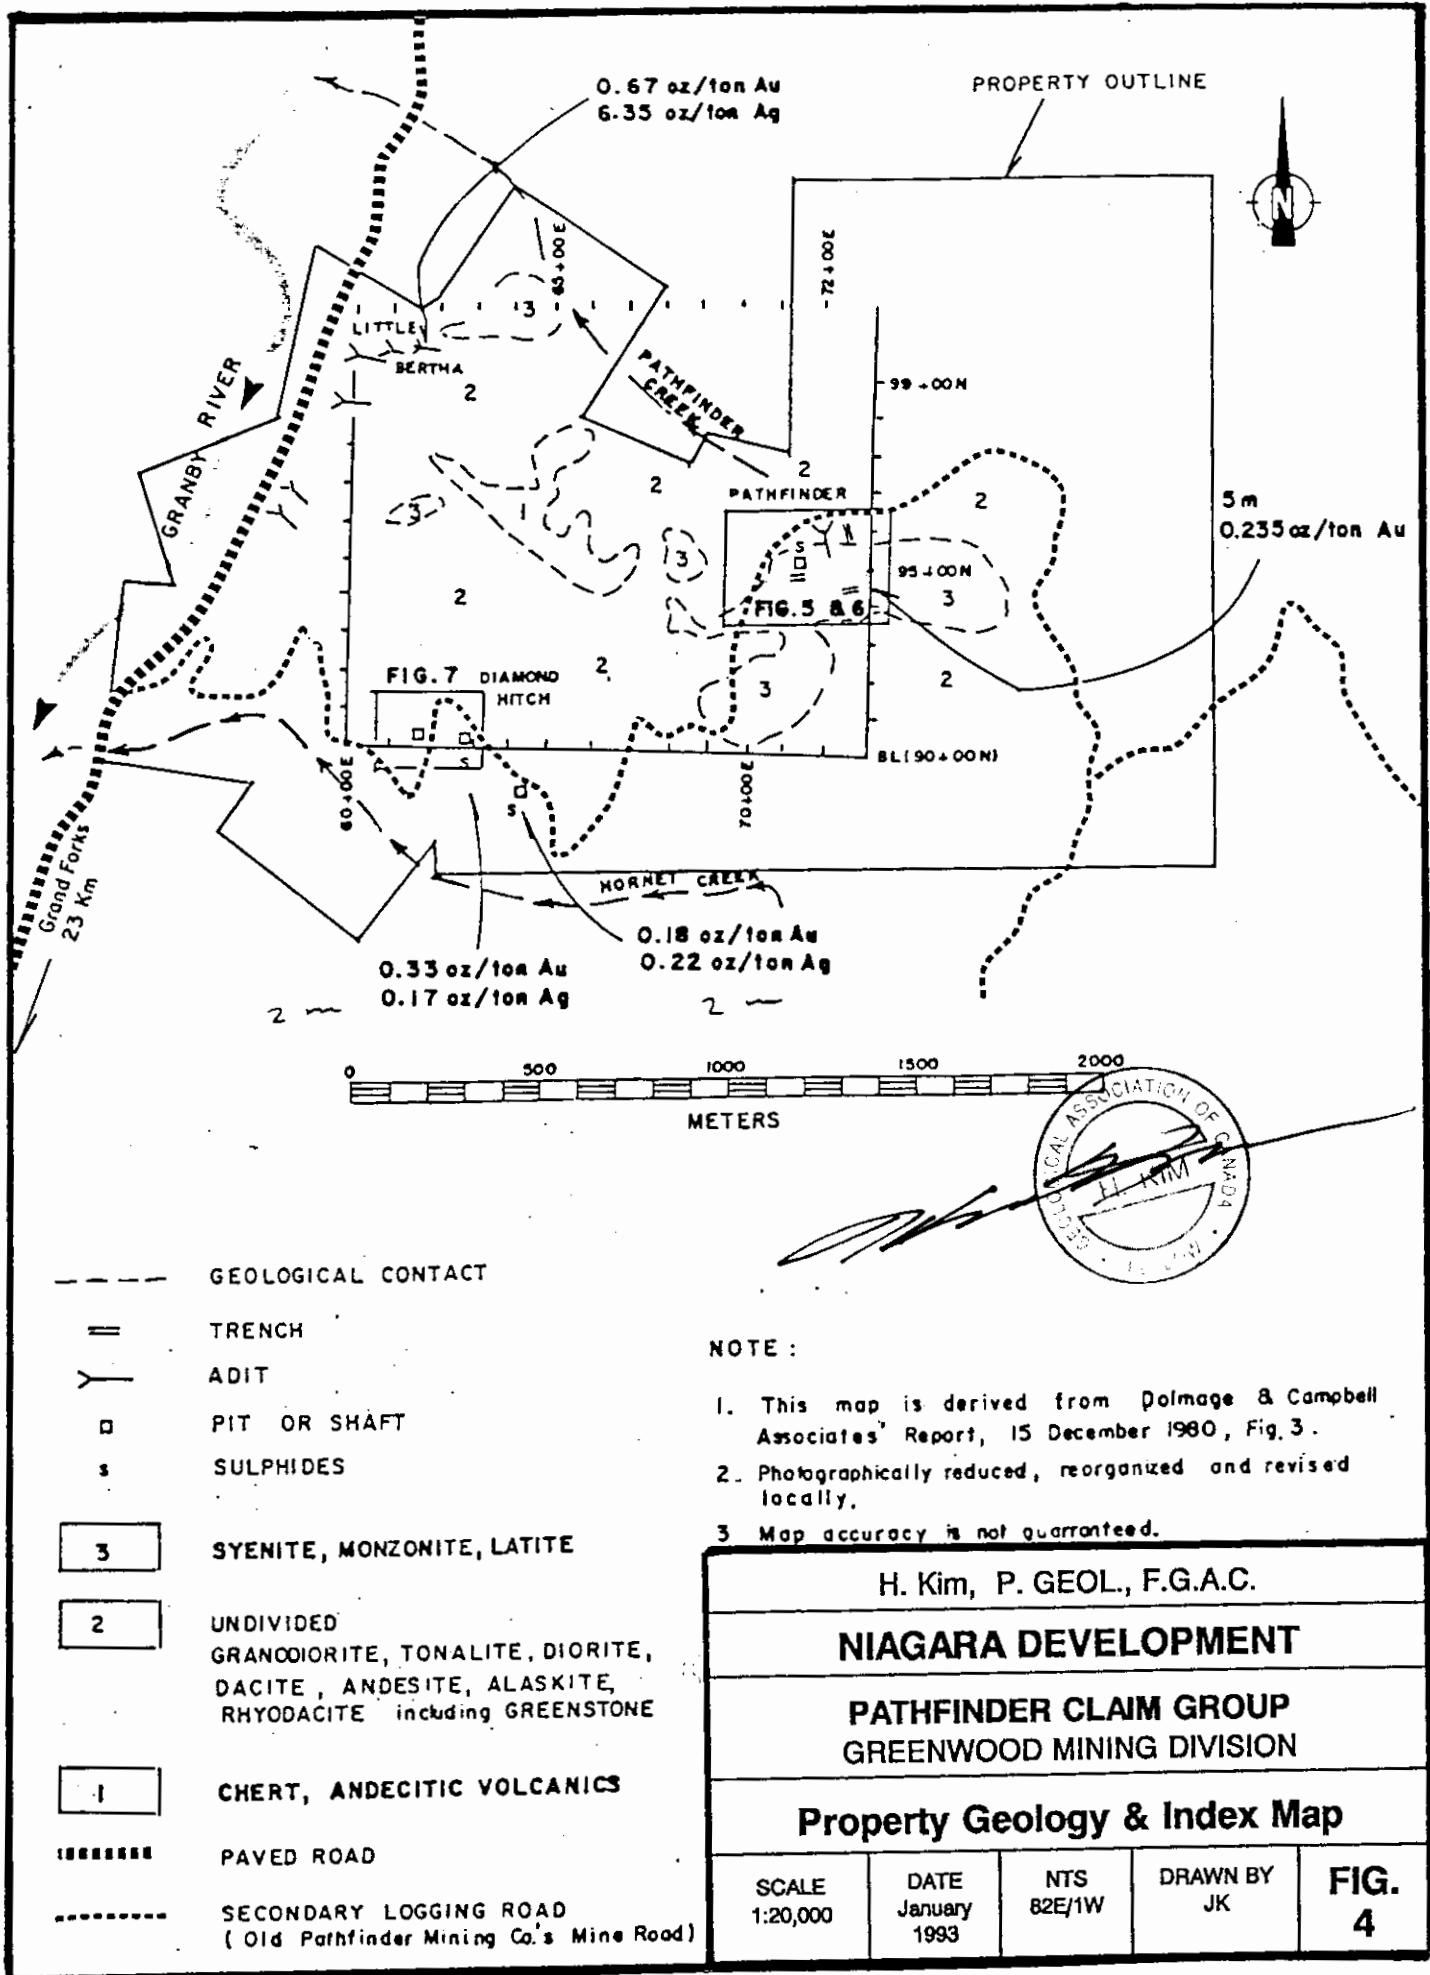 0.67 oz/ton Au
6.35 oz/ton Ag
PROPERTY OUTLINE
N
65+00E
72+00E
3
LITTLE
BERTHA
2
PATHFINDER
CREEK
99+00N
GRANBY RIVER
2
2
PATHFINDER
2
5 m
0.235 oz/ton Au
3
1
3
S
95+00N
3
FIG. 5 & 6
2
FIG. 7
DIAMOND
HITCH
2
3
2
S
BL (90+00N)
60+00E
70+00E
S
Grand Forks
23 Km
HORNET CREEK
0.18 oz/ton Au
0.22 oz/ton Ag
0.33 oz/ton Au
0.17 oz/ton Ag
2 m
2 m
0 500 1000 1500 2000
METERS
GEOLOGICAL ASSOCIATION OF CANADA
H. KIM
GEOLOGICAL CONTACT
TRENCH
ADIT
PIT OR SHAFT
s SULPHIDES
3 SYENITE, MONZONITE, LATITE
2 UNDIVIDED
GRANODIORITE, TONALITE, DIORITE,
DACITE, ANDESITE, ALASKITE,
RHYODACITE including GREENSTONE
1 CHERT, ANDECITIC VOLCANICS
PAVED ROAD
SECONDARY LOGGING ROAD
( Old Pathfinder Mining Co.'s Mine Road)
NOTE :
1. This map is derived from Dolmage & Campbell
Associates' Report, 15 December 1980, Fig. 3.
2. Photographically reduced, reorganized and revised
locally.
3 Map accuracy is not guarranteed.
H. Kim, P. GEOL., F.G.A.C.
NIAGARA DEVELOPMENT
PATHFINDER CLAIM GROUP
GREENWOOD MINING DIVISION
Property Geology & Index Map
SCALE
1:20,000
DATE
January
1993
NTS
82E/1W
DRAWN BY
JK
FIG.
4